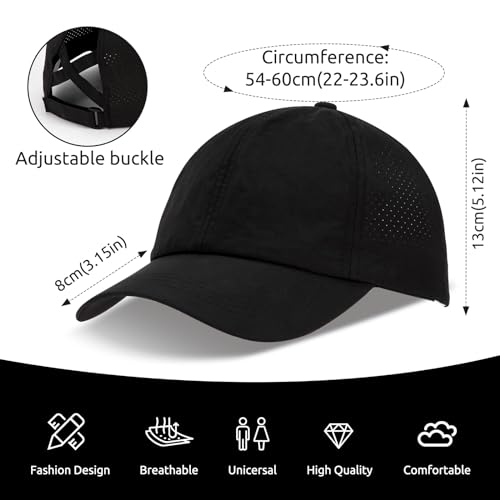 Circumference:
54-60cm(22-23.6in)
Adjustable buckle
8cm(3.15in)
13cm(5.12in)
Fashion Design
Breathable
Unicersal
High Quality
Comfortable